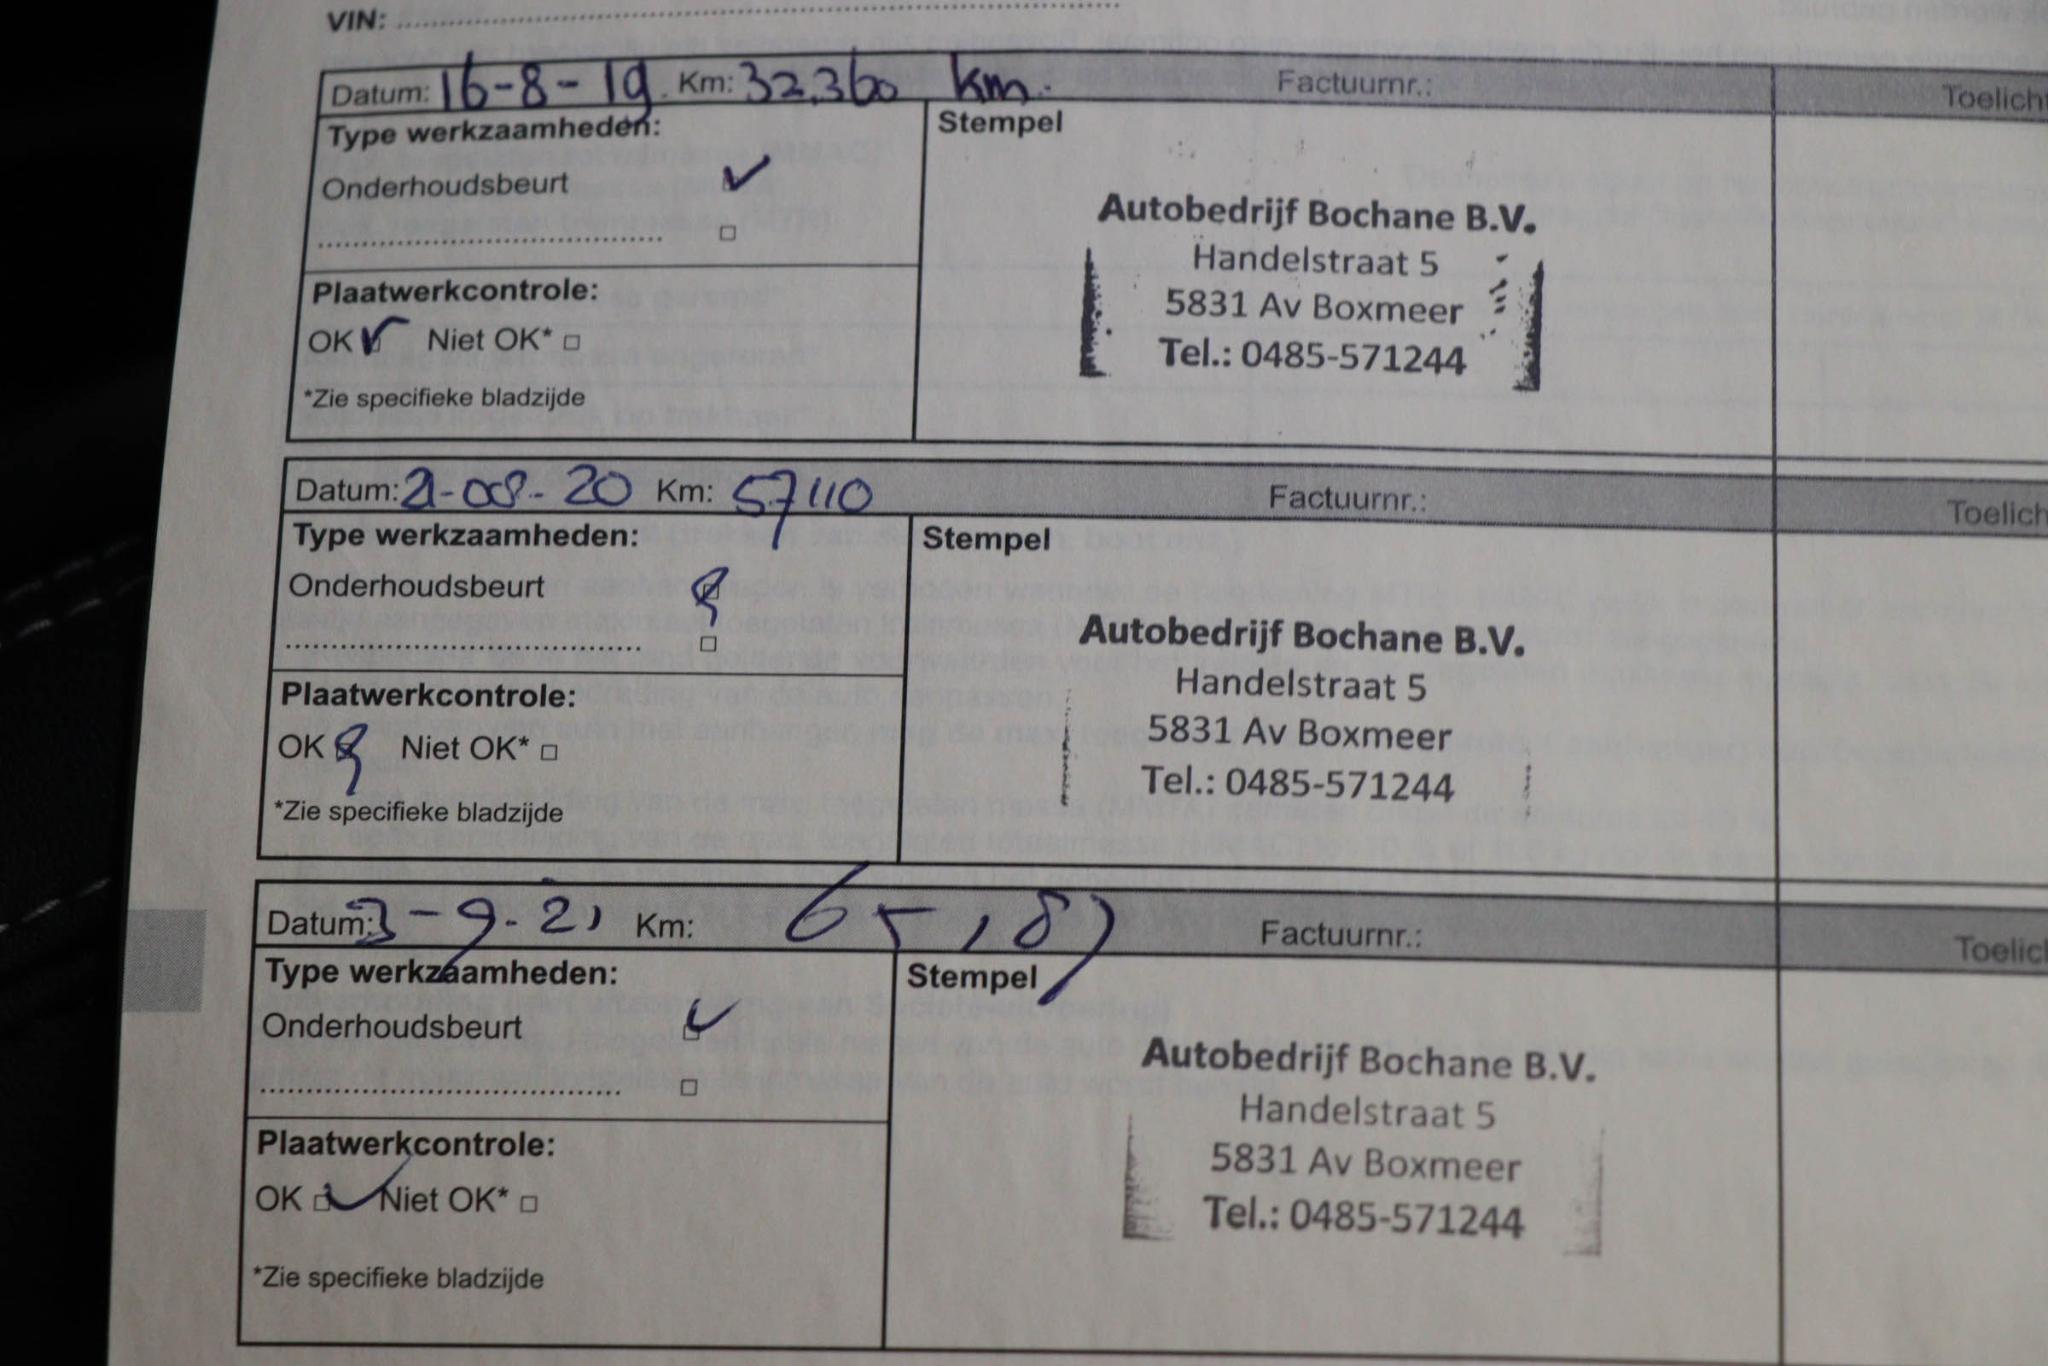 VIN:
Datum: 16-8-19 Km: 32.360 km. Factuurnr.: Toelich
Type werkzaamheden:
Stempel
Onderhoudsbeurt
Autobedrijf Bochane B.V.
Handelstraat 5
5831 Av Boxmeer
Tel.: 0485-571244
Plaatwerkcontrole:
OK Niet OK*
*Zie specifieke bladzijde
Datum: 21-08-20 Km: 57110 Factuurnr.: Toelich
Type werkzaamheden:
Stempel
Onderhoudsbeurt
Autobedrijf Bochane B.V.
Handelstraat 5
5831 Av Boxmeer
Tel.: 0485-571244
Plaatwerkcontrole:
OK Niet OK*
*Zie specifieke bladzijde
Datum: 3-9-21 Km: Factuurnr.: Toelic
Type werkzaamheden:
Stempel
Onderhoudsbeurt
Autobedrijf Bochane B.V.
Handelstraat 5
5831 Av Boxmeer
Tel.: 0485-571244
Plaatwerkcontrole:
OK Niet OK*
*Zie specifieke bladzijde